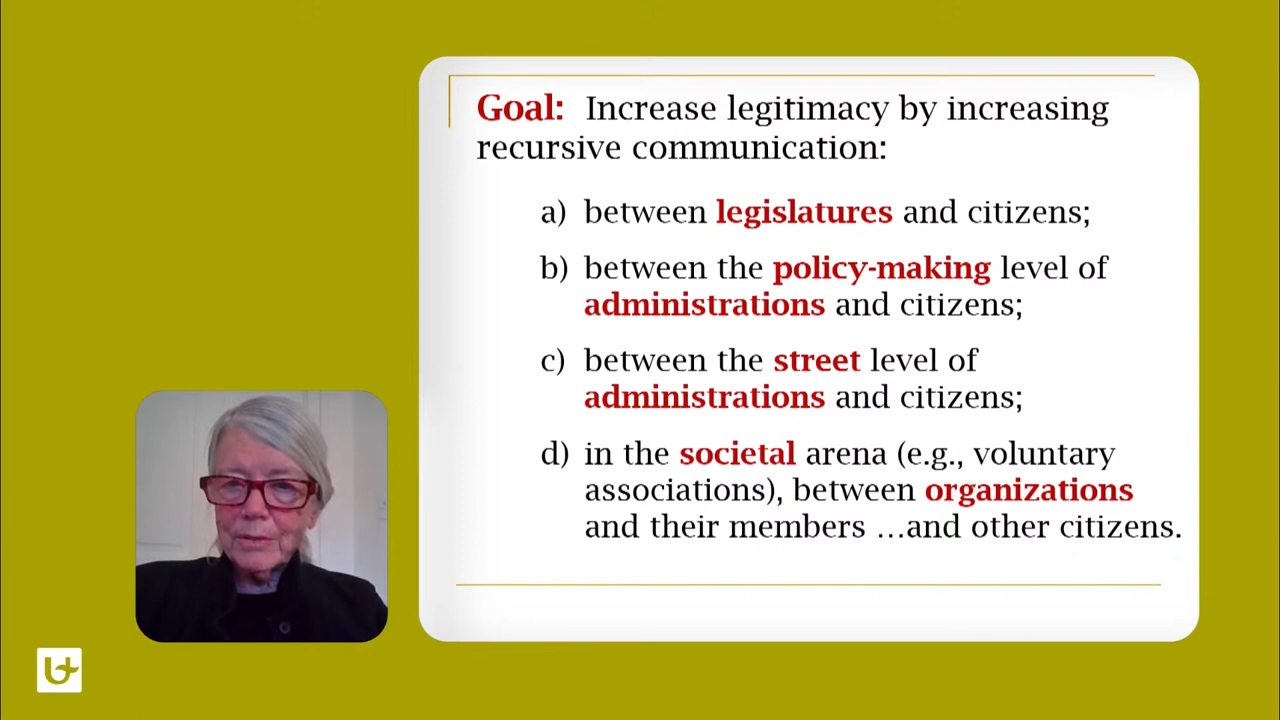 Goal: Increase legitimacy by increasing
recursive communication:
a) between legislatures and citizens;
b) between the policy-making level of
administrations and citizens;
c) between the street level of
administrations and citizens;
d) in the societal arena (e.g., voluntary
associations), between organizations
and their members …and other citizens.